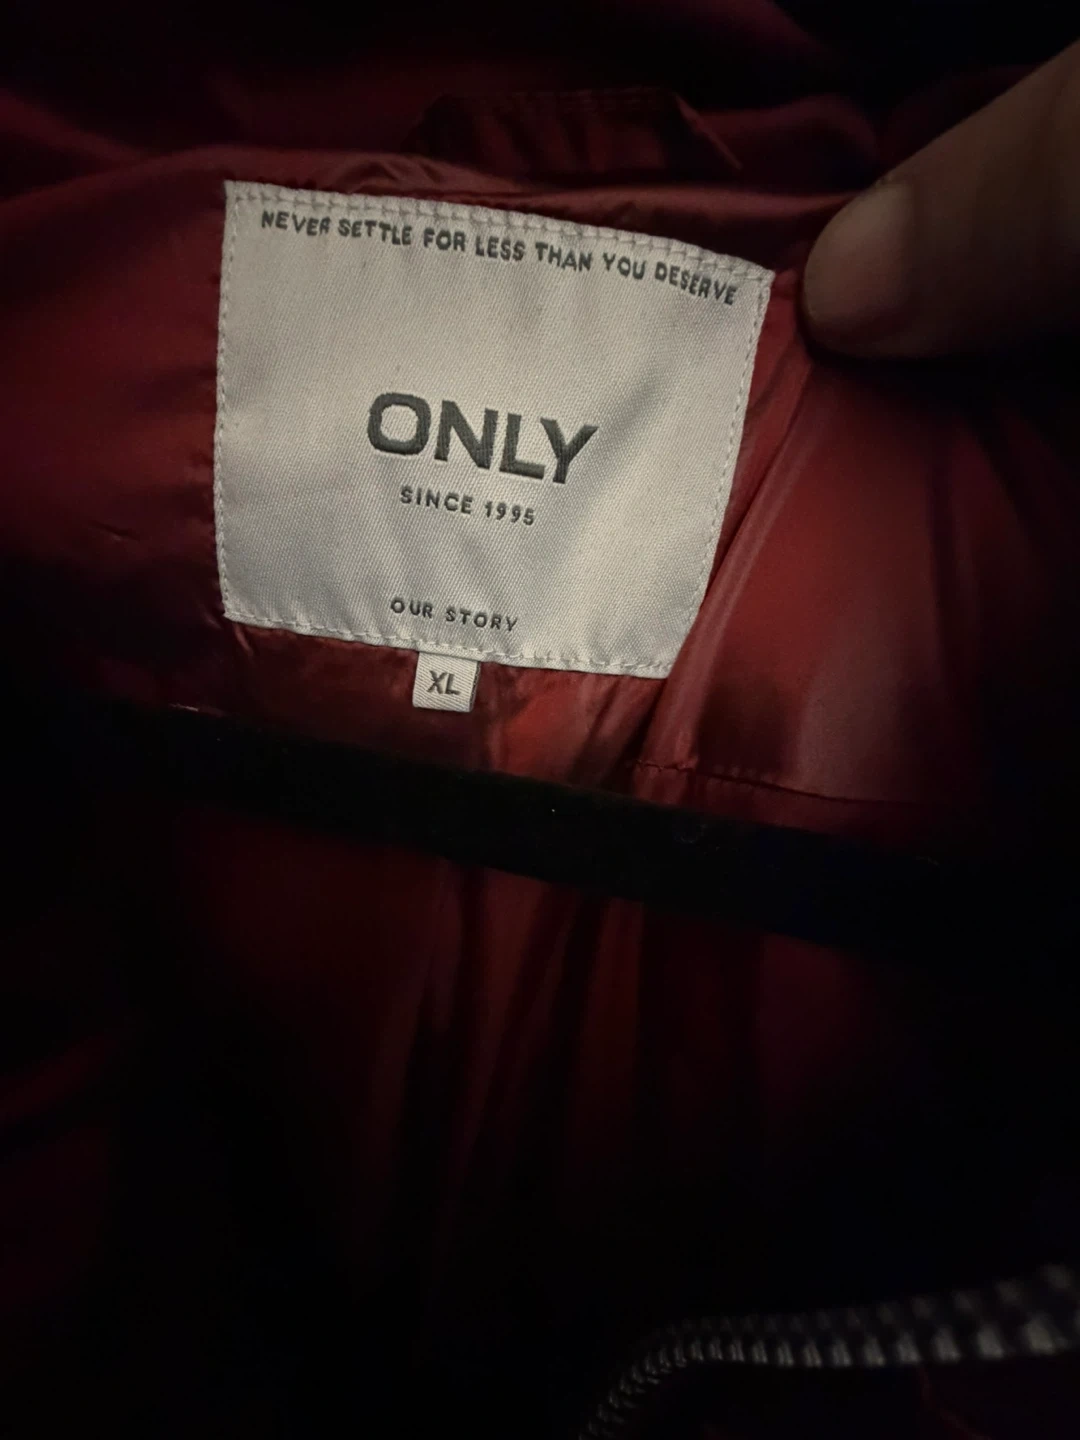 NEVER SETTLE FOR LESS THAN YOU DESERVE
ONLY
SINCE 1995
OUR STORY
XL